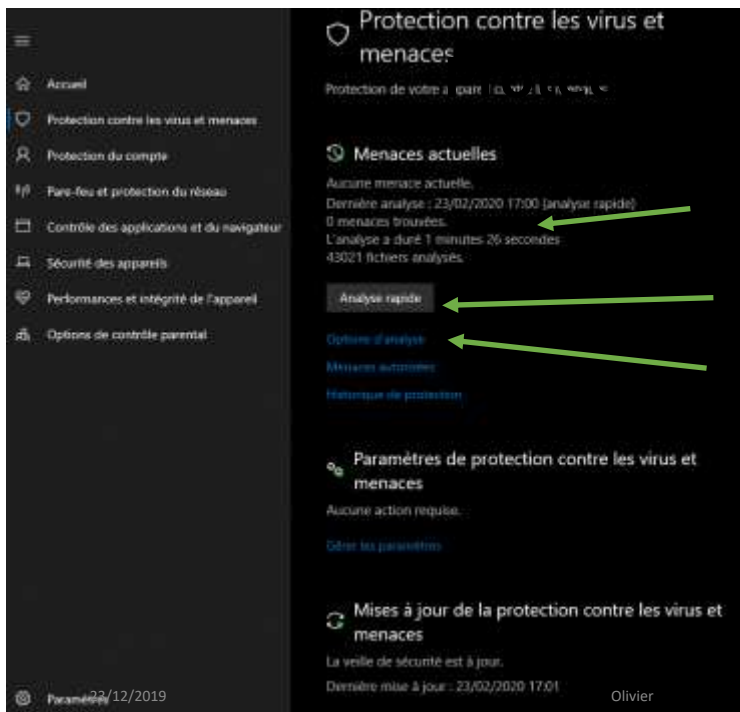 Accueil
Protection contre les virus et menaces
Protection du compte
Pare-feu et protection du réseau
Contrôle des applications et du navigateur
Sécurité des appareils
Performances et intégrité de l'appareil
Options de contrôle parental
Paramètres
23/12/2019
Protection contre les virus et
menaces
Protection de votre
Menaces actuelles
Aucune menace actuelle.
Dernière analyse : 23/02/2020 17:00 (analyse rapide)
0 menaces trouvées.
L'analyse a duré 1 minutes 26 secondes
43021 fichiers analysés.
Analyse rapide
Options d'analyse
Menaces autorisées
Historique de protection
Paramètres de protection contre les virus et
menaces
Aucune action requise.
Gérer les paramètres
Mises à jour de la protection contre les virus et
menaces
La veille de sécurité est à jour.
Dernière mise à jour : 23/02/2020 17:01
Olivier